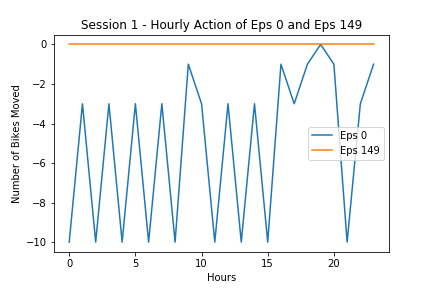 Session 1 - Hourly Action of Eps 0 and Eps 149
0
−2
−4
−6
−8
−10
Number of Bikes Moved
Eps 0
Eps 149
0 5 10 15 20
Hours